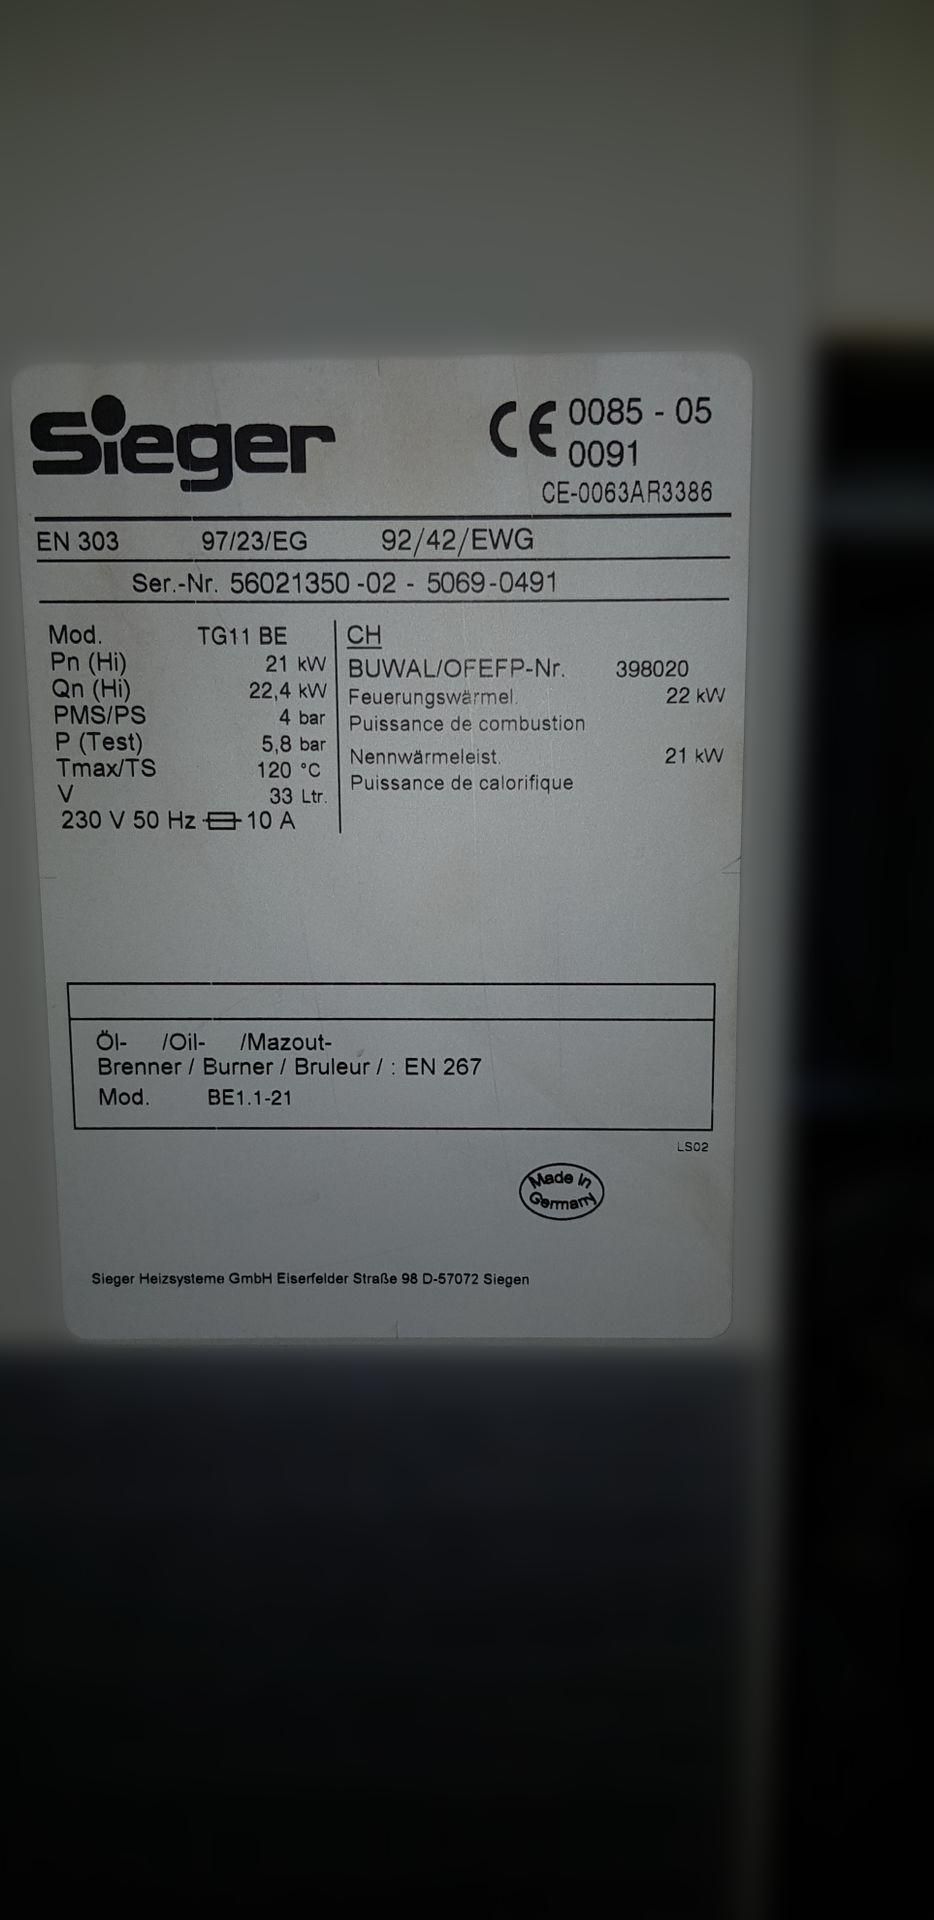 Sieger
CE 0085 - 05
0091
CE-0063AR3386
EN 303 97/23/EG 92/42/EWG
Ser.-Nr. 56021350 -02 - 5069-0491
Mod. TG11 BE
Pn (Hi) 21 kW
Qn (Hi) 22,4 kW
PMS/PS 4 bar
P (Test) 5,8 bar
Tmax/TS 120 °C
V 33 Ltr.
230 V 50 Hz 10 A
CH
BUWAL/OFEFP-Nr. 398020
Feuerungswärmel. 22 kW
Puissance de combustion
Nennwärmeleist. 21 kW
Puissance de calorifique
Öl- /Oil- /Mazout-
Brenner / Burner / Bruleur / : EN 267
Mod. BE1.1-21
LS02
Made in
Germany
Sieger Heizsysteme GmbH Eiserfelder Straße 98 D-57072 Siegen